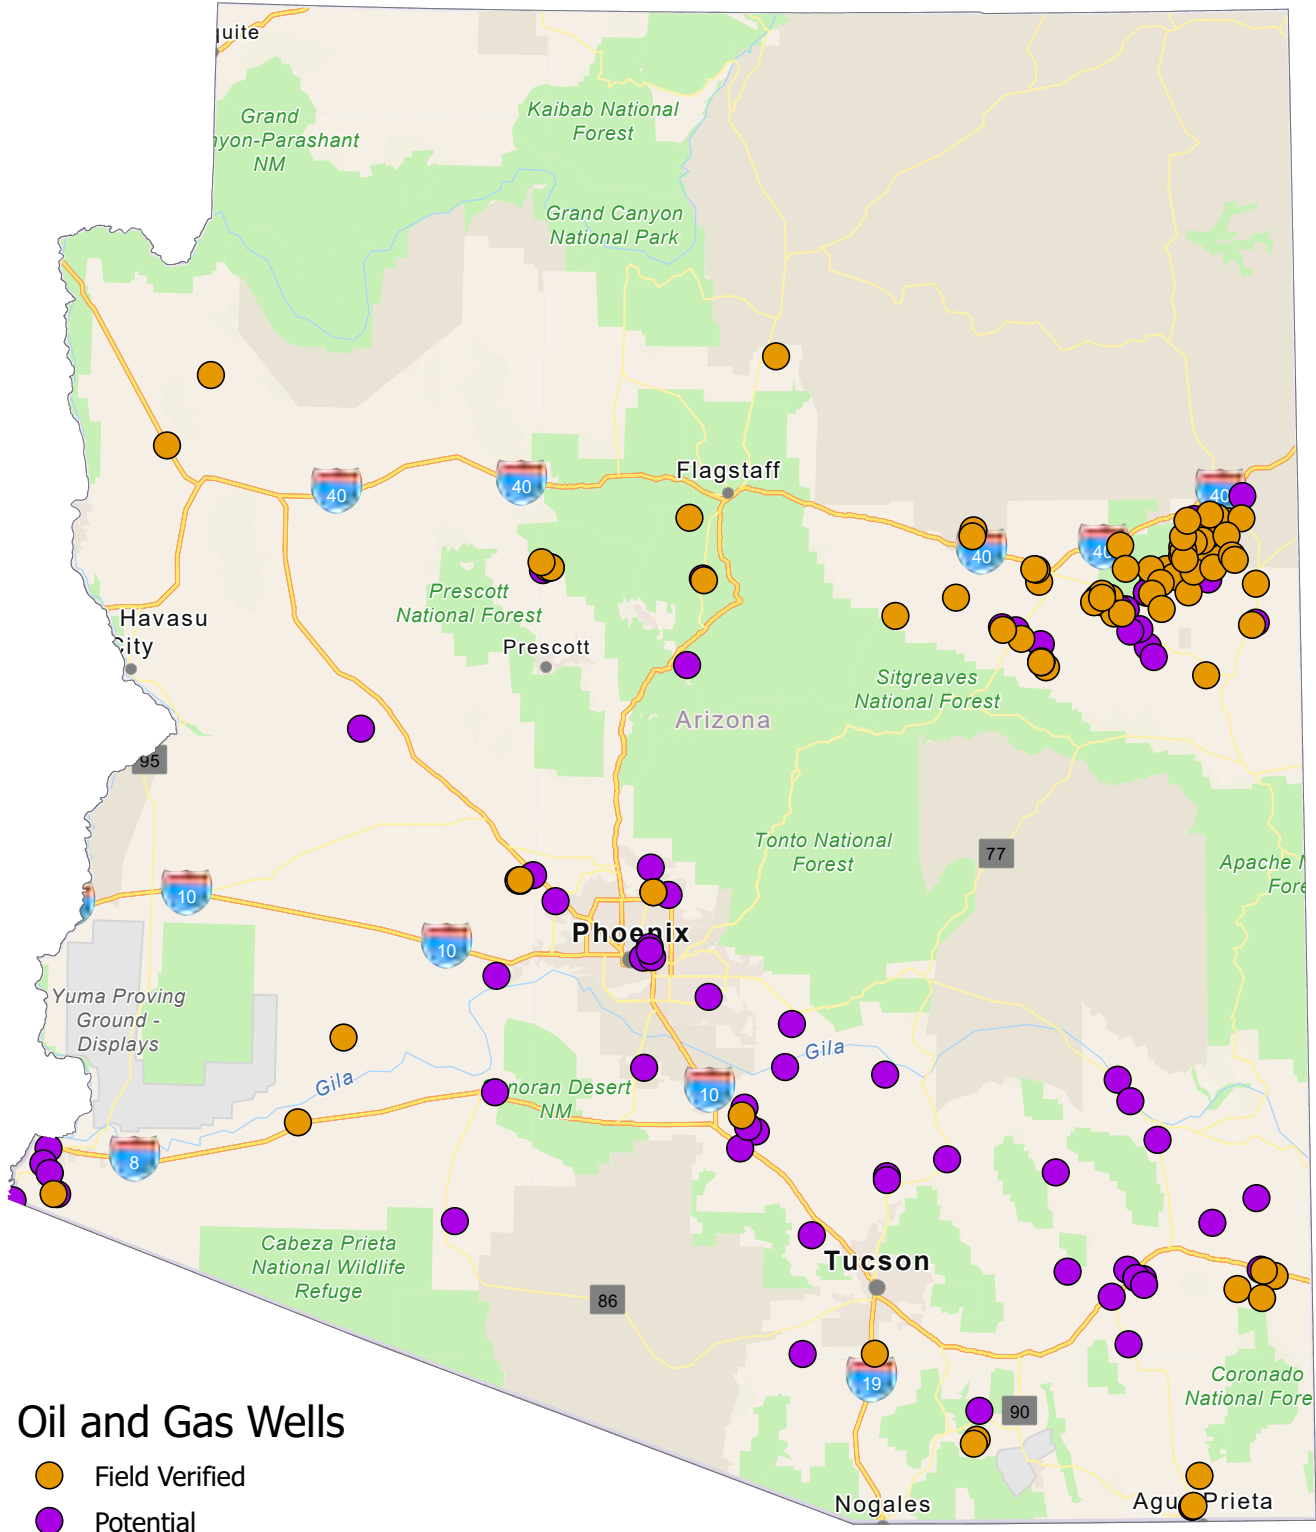 quite
Kaibab National
Forest
Grand
nyon-Parashant
NM
Grand Canyon
National Park
Flagstaff
40
40
40
40
40
Prescott
National Forest
Havasu
City
Prescott
Sitgreaves
National Forest
Arizona
95
Tonto National
Forest
77
Apache N
Fore
10
Phoenix
10
Yuma Proving
Ground -
Displays
Gila
Gila
Sonoran Desert
NM
10
8
Cabeza Prieta
National Wildlife
Refuge
Tucson
86
19
Coronado
National Fore
90
Nogales
Agua Prieta
Oil and Gas Wells
Field Verified
Potential